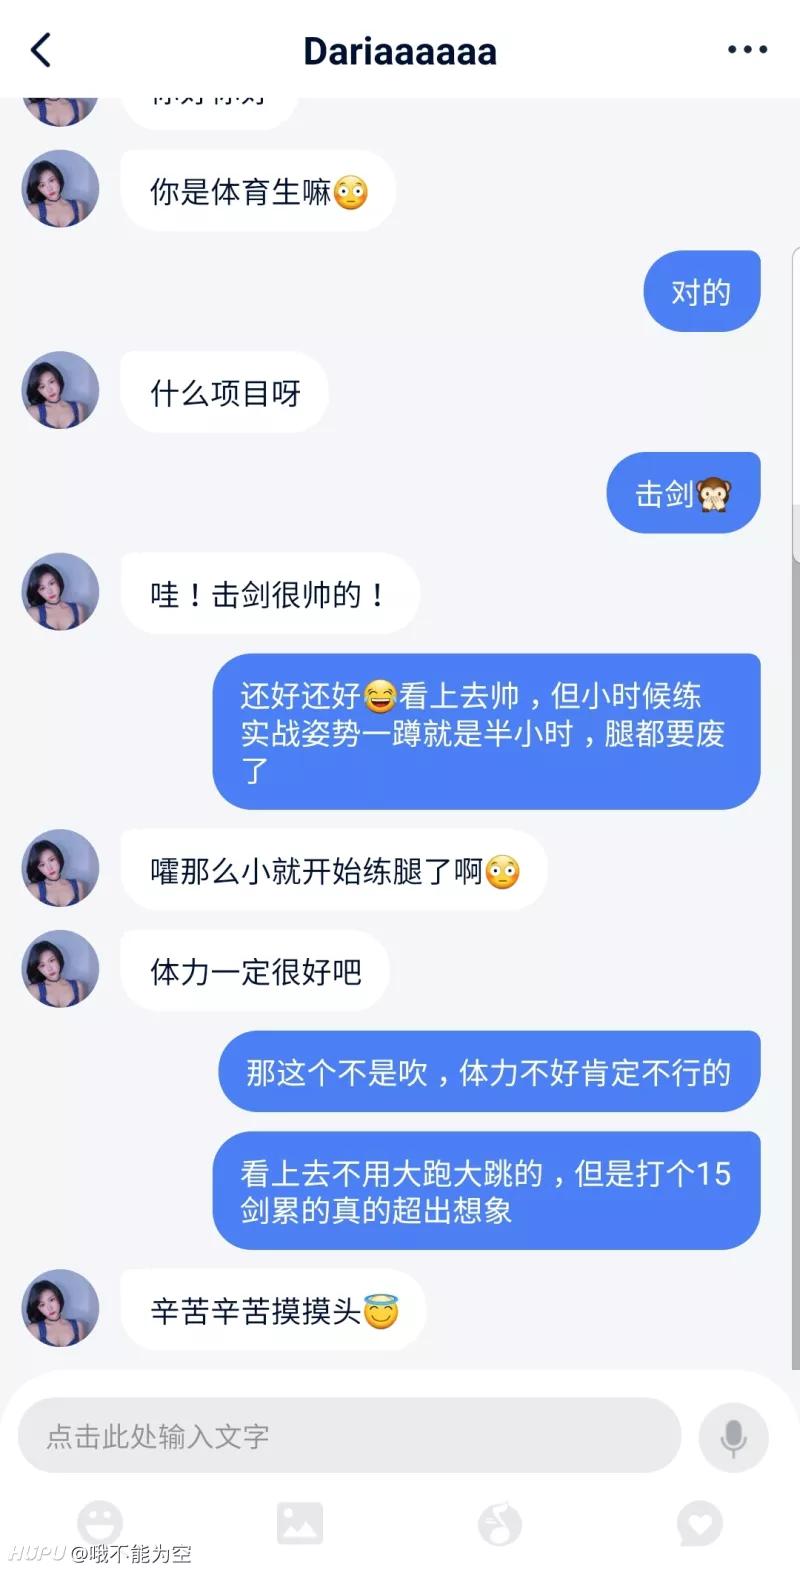 Dariaaaaaa
你好你好
你是体育生嘛😳
对的
什么项目呀
击剑🙊
哇！击剑很帅的！
还好还好😂看上去帅，但小时候练
实战姿势一蹲就是半小时，腿都要废
了
嚯那么小就开始练腿了啊😳
体力一定很好吧
那这个不是吹，体力不好肯定不行的
看上去不用大跑大跳的，但是打个15
剑累的真的超出想象
辛苦辛苦摸摸头😇
点击此处输入文字
HUPU @哦不能为空